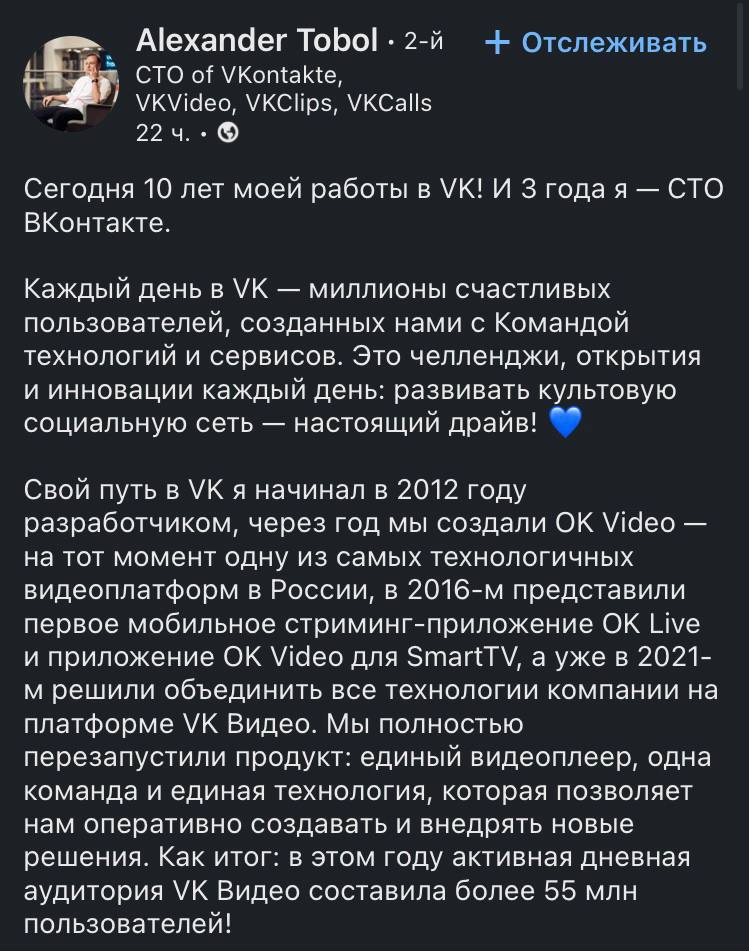 Alexander Tobol · 2-й
+ Отслеживать
CTO of VKontakte,
VKVideo, VKClips, VKCalls
22 ч. ·
Сегодня 10 лет моей работы в VK! И 3 года я — CTO
ВКонтакте.
Каждый день в VK — миллионы счастливых
пользователей, созданных нами с Командой
технологий и сервисов. Это челленджи, открытия
и инновации каждый день: развивать культовую
социальную сеть — настоящий драйв! 💙
Свой путь в VK я начинал в 2012 году
разработчиком, через год мы создали OK Video —
на тот момент одну из самых технологичных
видеоплатформ в России, в 2016-м представили
первое мобильное стриминг-приложение OK Live
и приложение OK Video для SmartTV, а уже в 2021-
м решили объединить все технологии компании на
платформе VK Видео. Мы полностью
перезапустили продукт: единый видеоплеер, одна
команда и единая технология, которая позволяет
нам оперативно создавать и внедрять новые
решения. Как итог: в этом году активная дневная
аудитория VK Видео составила более 55 млн
пользователей!